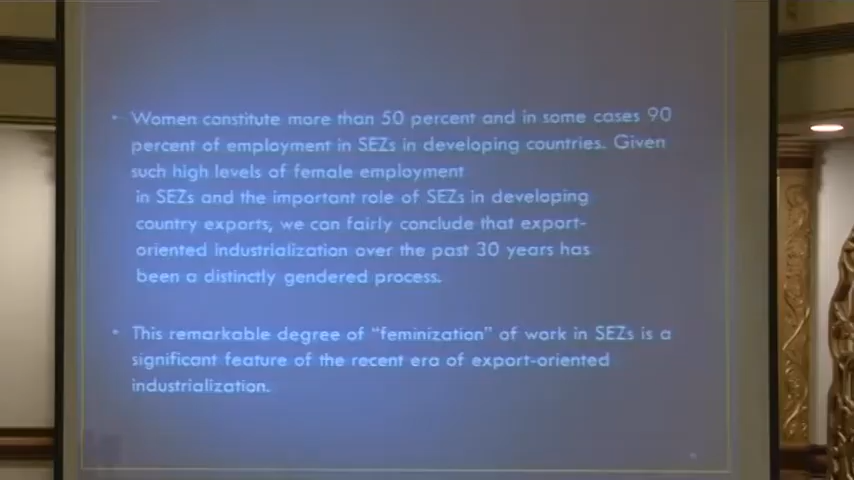 • Women constitute more than 50 percent and in some cases 90
percent of employment in SEZs in developing countries. Given
such high levels of female employment
in SEZs and the important role of SEZs in developing
country exports, we can fairly conclude that export-
oriented industrialization over the past 30 years has
been a distinctly gendered process.
• This remarkable degree of "feminization" of work in SEZs is a
significant feature of the recent era of export-oriented
industrialization.